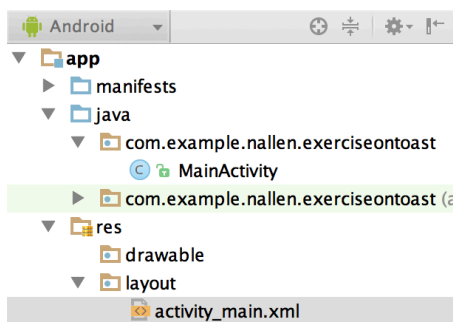 Android
app
manifests
java
com.example.nallen.exerciseontoast
C MainActivity
com.example.nallen.exerciseontoast (a
res
drawable
layout
activity_main.xml